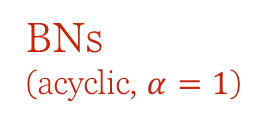 BNs
(acyclic, α = 1)